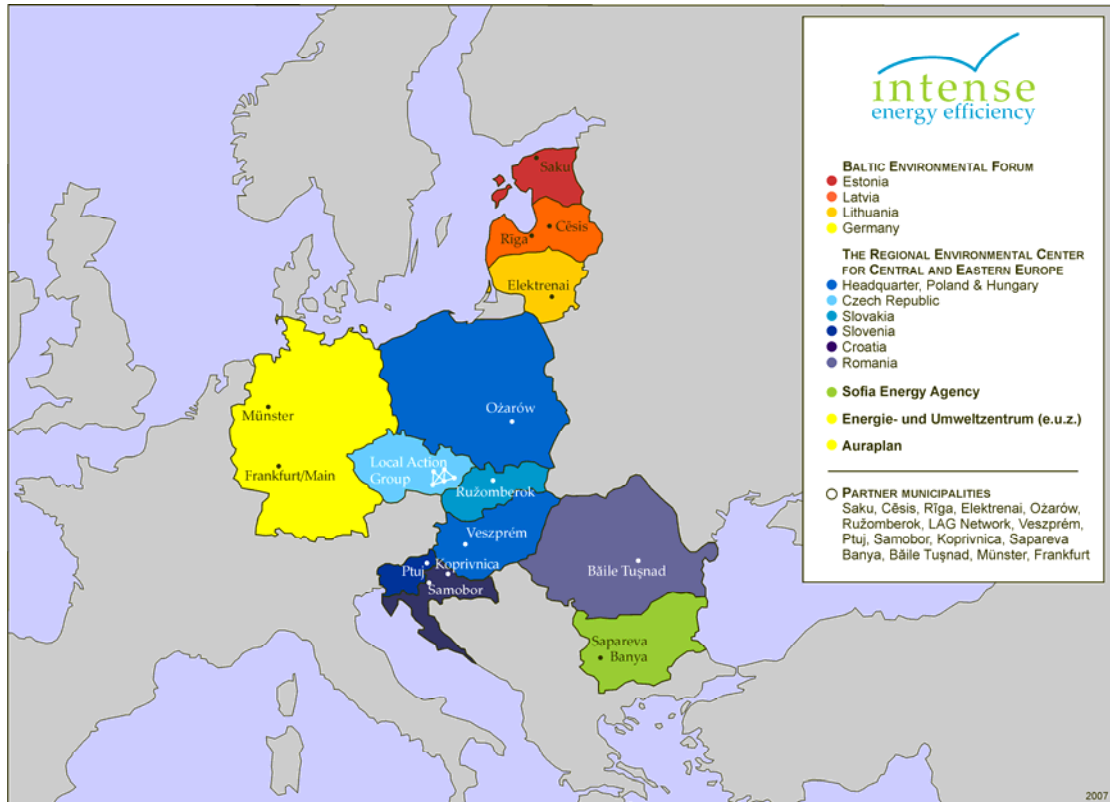 intense
energy efficiency
BALTIC ENVIRONMENTAL FORUM
Estonia
Latvia
Lithuania
Germany
THE REGIONAL ENVIRONMENTAL CENTER
FOR CENTRAL AND EASTERN EUROPE
Headquarter, Poland & Hungary
Czech Republic
Slovakia
Slovenia
Croatia
Romania
Sofia Energy Agency
Energie- und Umweltzentrum (e.u.z.)
Auraplan
PARTNER MUNICIPALITIES
Saku, Cēsis, Rīga, Elektrenai, Ożarów,
Ružomberok, LAG Network, Veszprém,
Ptuj, Samobor, Koprivnica, Sapareva
Banya, Băile Tuşnad, Münster, Frankfurt
Saku
Cēsis
Rīga
Elektrenai
Münster
Ożarów
Frankfurt/Main
Local Action
Group
Ružomberok
Veszprém
Ptuj
Koprivnica
Samobor
Băile Tuşnad
Sapareva
Banya
2007